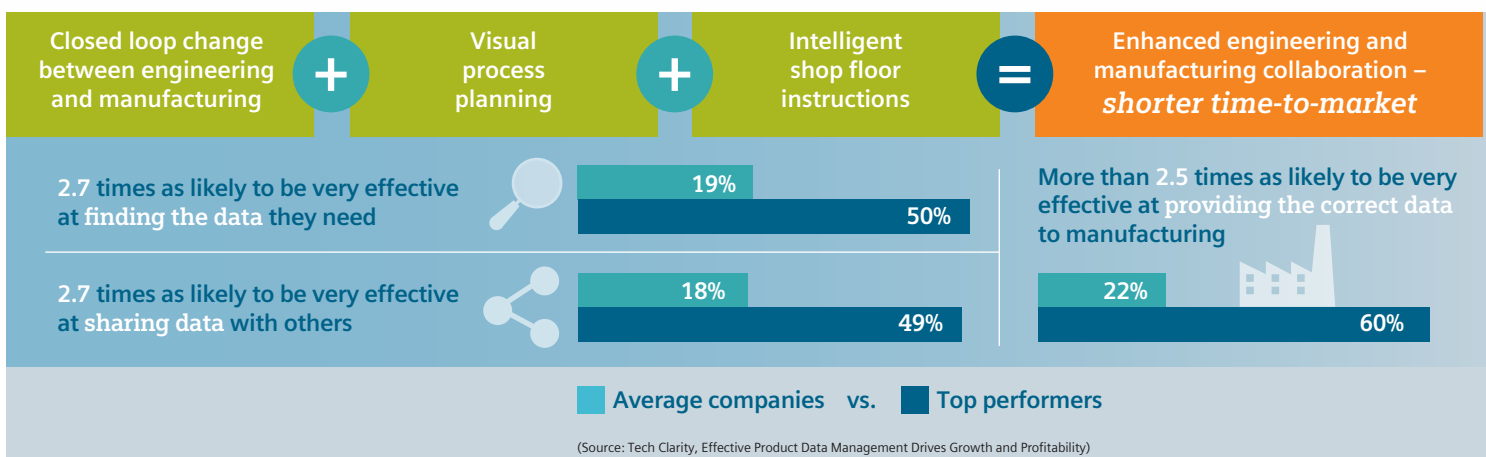 Closed loop change
between engineering
and manufacturing
+
Visual
process
planning
+
Intelligent
shop floor
instructions
=
Enhanced engineering and
manufacturing collaboration –
shorter time-to-market
2.7 times as likely to be very effective
at finding the data they need
19%
50%
2.7 times as likely to be very effective
at sharing data with others
18%
49%
More than 2.5 times as likely to be very
effective at providing the correct data
to manufacturing
22%
60%
Average companies vs. Top performers
(Source: Tech Clarity, Effective Product Data Management Drives Growth and Profitability)